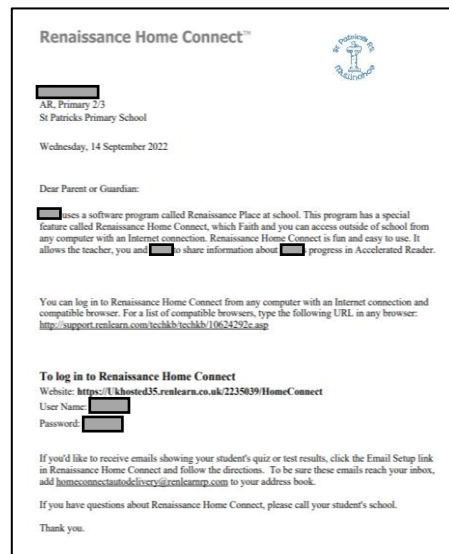 Renaissance Home Connect™
St Patricks P.S.
Mullinahoe
AR, Primary 2/3
St Patricks Primary School
Wednesday, 14 September 2022
Dear Parent or Guardian:
uses a software program called Renaissance Place at school. This program has a special
feature called Renaissance Home Connect, which Faith and you can access outside of school from
any computer with an Internet connection. Renaissance Home Connect is fun and easy to use. It
allows the teacher, you and to share information about progress in Accelerated Reader.
You can log in to Renaissance Home Connect from any computer with an Internet connection and
compatible browser. For a list of compatible browsers, type the following URL in any browser:
http://support.renlearn.com/techkb/techkb/10624292e.asp
To log in to Renaissance Home Connect
Website: https://Ukhosted35.renlearn.co.uk/2235039/HomeConnect
User Name:
Password:
If you'd like to receive emails showing your student's quiz or test results, click the Email Setup link
in Renaissance Home Connect and follow the directions. To be sure these emails reach your inbox,
add homeconnectautodelivery@renlearnrp.com to your address book.
If you have questions about Renaissance Home Connect, please call your student's school.
Thank you.